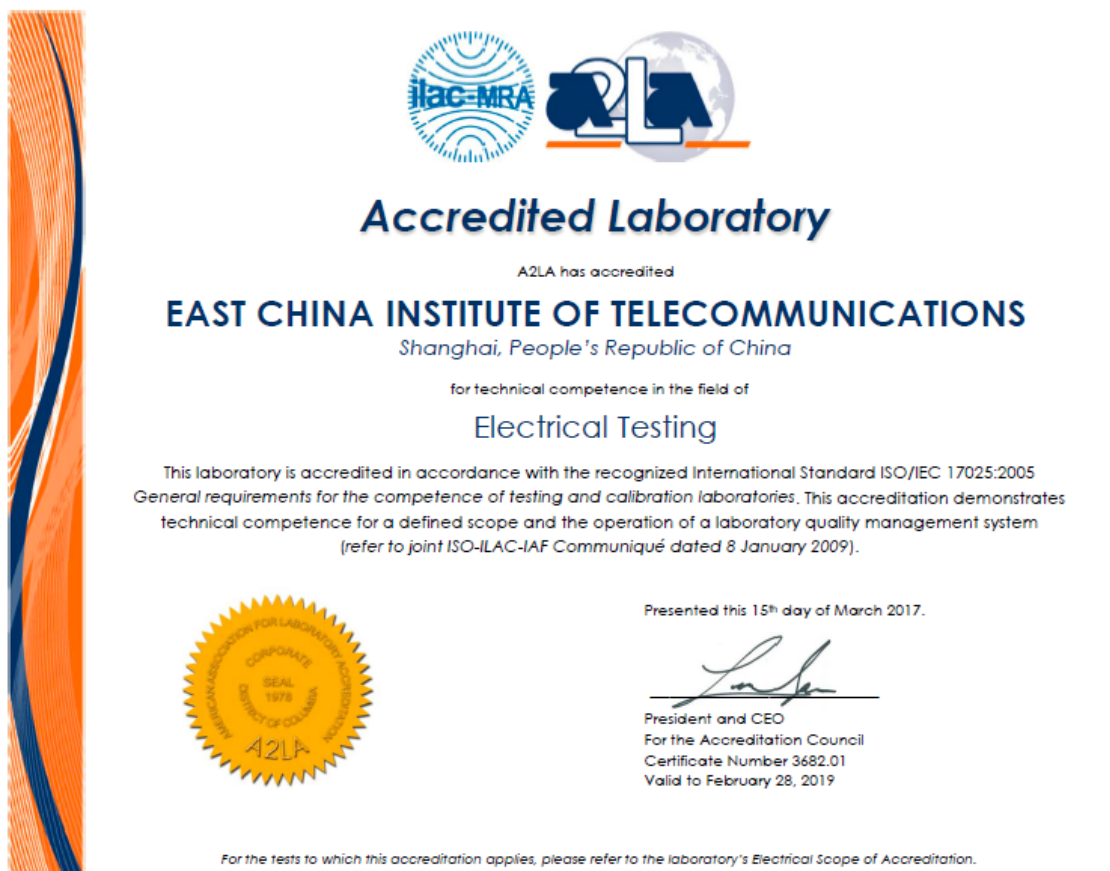 ilac-MRA
A2LA
Accredited Laboratory
A2LA has accredited
EAST CHINA INSTITUTE OF TELECOMMUNICATIONS
Shanghai, People's Republic of China
for technical competence in the field of
Electrical Testing
This laboratory is accredited in accordance with the recognized International Standard ISO/IEC 17025:2005
General requirements for the competence of testing and calibration laboratories. This accreditation demonstrates
technical competence for a defined scope and the operation of a laboratory quality management system
(refer to joint ISO-ILAC-IAF Communiqué dated 8 January 2009).
AMERICAN ASSOCIATION FOR LABORATORY ACCREDITATION
CORPORATE
SEAL
1978
DISTRICT OF COLUMBIA
A2LA
Presented this 15th day of March 2017.
President and CEO
For the Accreditation Council
Certificate Number 3682.01
Valid to February 28, 2019
For the tests to which this accreditation applies, please refer to the laboratory's Electrical Scope of Accreditation.